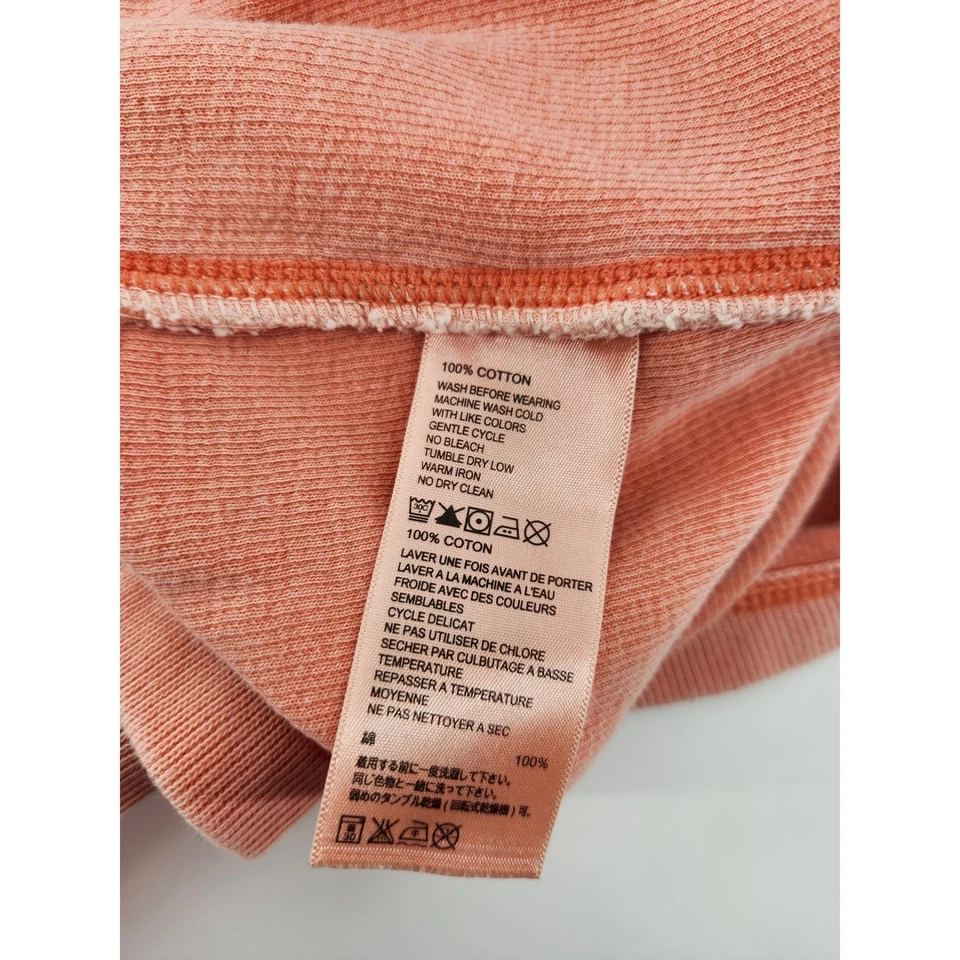 100% COTTON
WASH BEFORE WEARING
MACHINE WASH COLD
WITH LIKE COLORS
GENTLE CYCLE
NO BLEACH
TUMBLE DRY LOW
WARM IRON
NO DRY CLEAN
30C
100% COTON
LAVER UNE FOIS AVANT DE PORTER
LAVER A LA MACHINE A L'EAU
FROIDE AVEC DES COULEURS
SEMBLABLES
CYCLE DELICAT
NE PAS UTILISER DE CHLORE
SECHER PAR CULBUTAGE A BASSE
TEMPERATURE
REPASSER A TEMPERATURE
MOYENNE
NE PAS NETTOYER A SEC
綿 100%
着用する前に一度洗濯して下さい。
同じ色物と一緒に洗って下さい。
弱めのタンブル乾燥 ( 回転式乾燥機 ) 可。
30 中